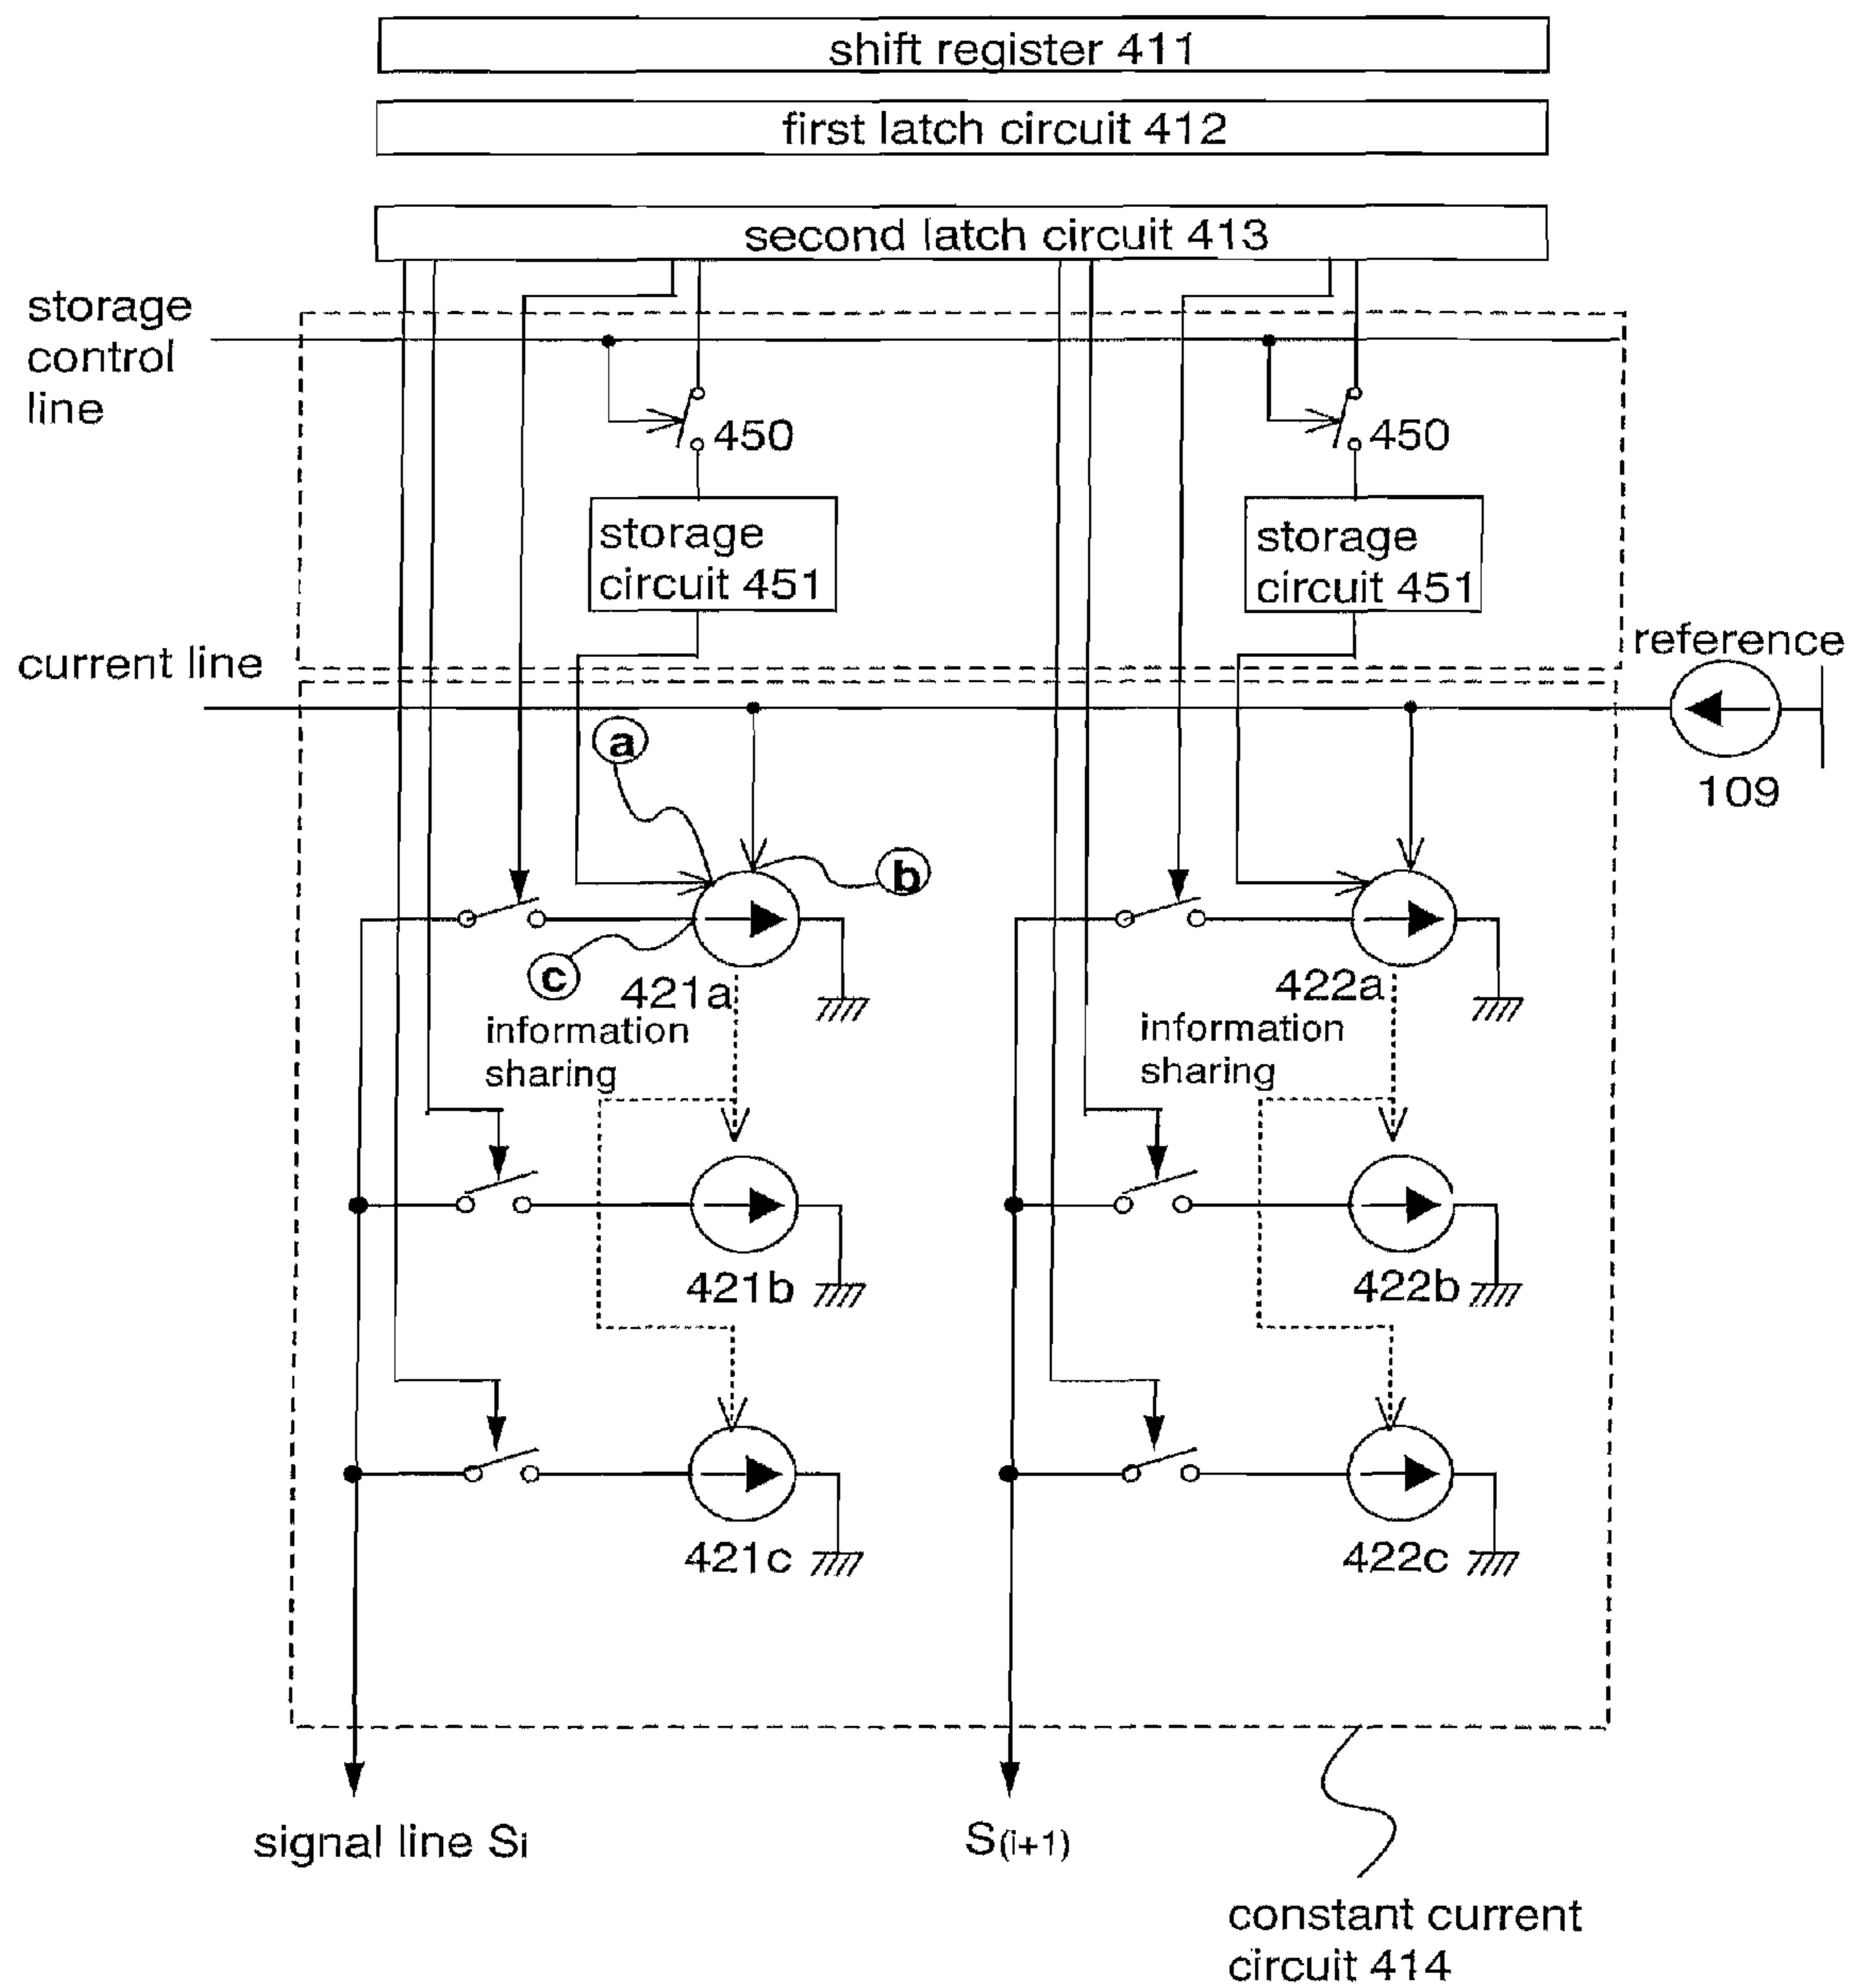 shift register 411
first latch circuit 412
second latch circuit 413
storage
control
line
450
450
storage
circuit 451
storage
circuit 451
current line
reference
109
a
b
c
421a
422a
information
sharing
information
sharing
421b
422b
421c
422c
signal line Si
S(i+1)
constant current
circuit 414